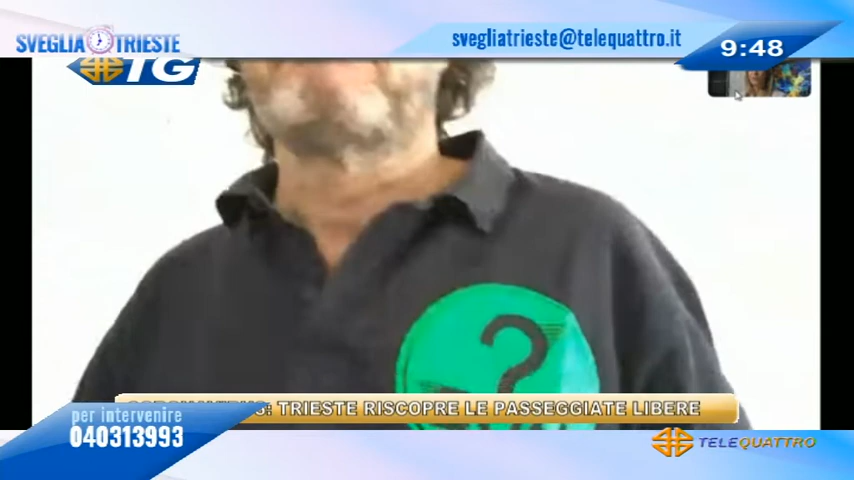 SVEGLIA TRIESTE
svegliatrieste@telequattro.it
9:48
TG
?
: TRIESTE RISCOPRE LE PASSEGGIATE LIBERE
per intervenire
040313993
TELEQUATTRO